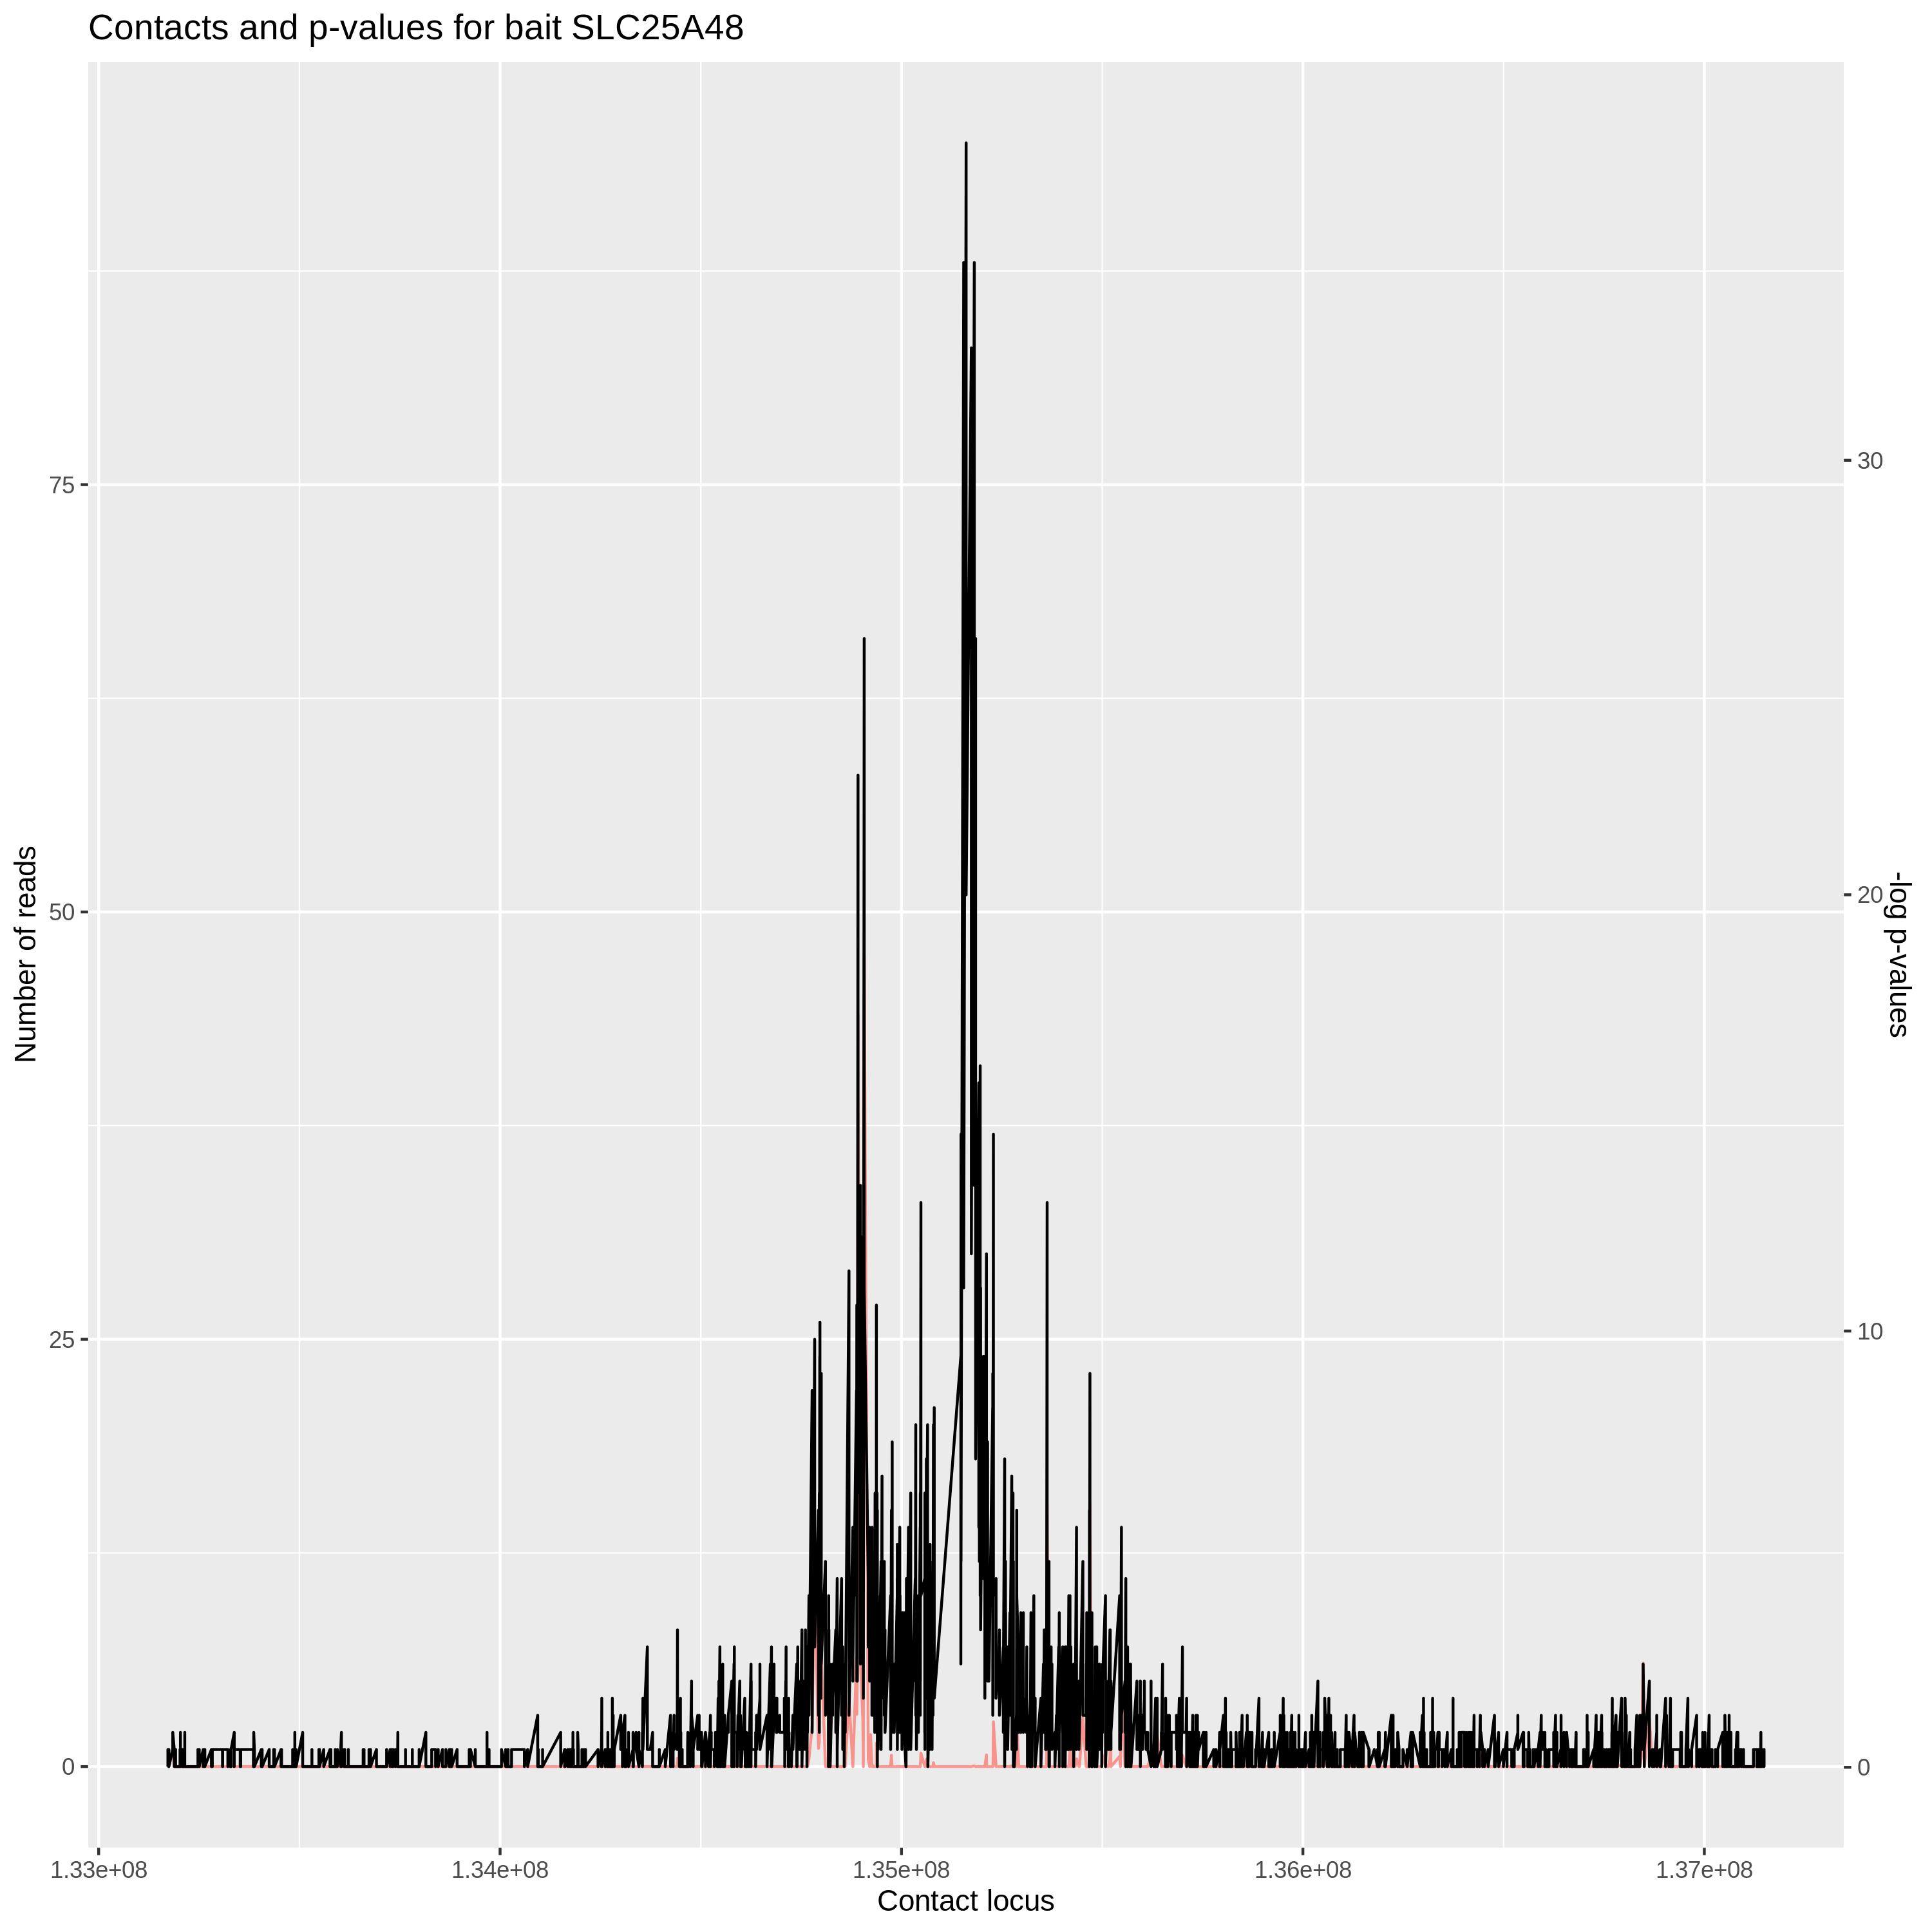 Contacts and p-values for bait SLC25A48
Number of reads
75
50
25
0
30
20
10
0
-log p-values
1.33e+08
1.34e+08
1.35e+08
1.36e+08
1.37e+08
Contact locus